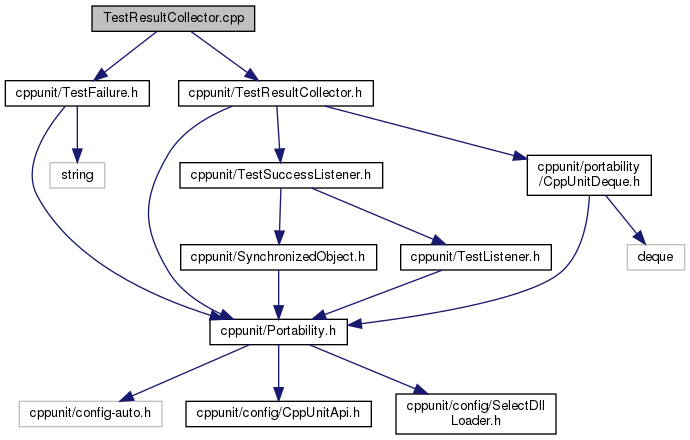 TestResultCollector.cpp
cppunit/TestFailure.h
cppunit/TestResultCollector.h
string
cppunit/TestSuccessListener.h
cppunit/portability
/CppUnitDeque.h
cppunit/SynchronizedObject.h
cppunit/TestListener.h
deque
cppunit/Portability.h
cppunit/config-auto.h
cppunit/config/CppUnitApi.h
cppunit/config/SelectDll
Loader.h